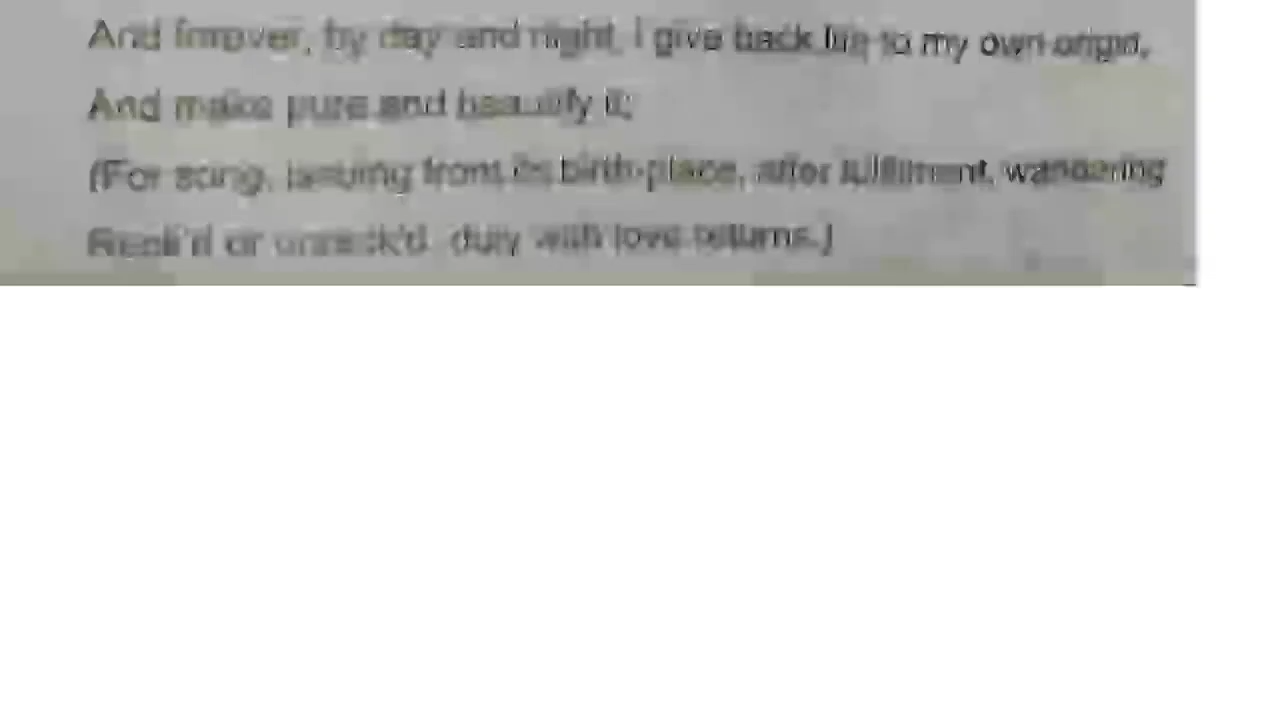 And forever, by day and night, I give back life to my own origin,
And make pure and beautify it;
(For song, issuing from its birth-place, after fulfilment, wandering
Reck'd or unreck'd, duly with love returns.)